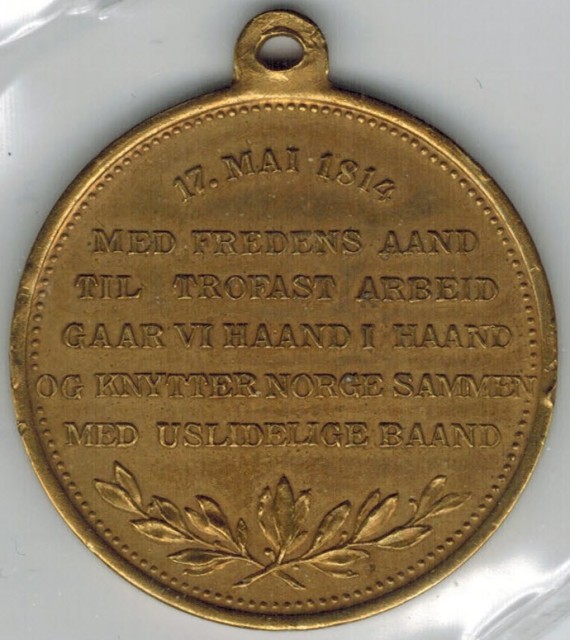 17. MAI 1814
MED FREDENS AAND
TIL TROFAST ARBEID
GAAR VI HAAND I HAAND
OG KNYTTER NORGE SAMMEN
MED USLIDELIGE BAAND